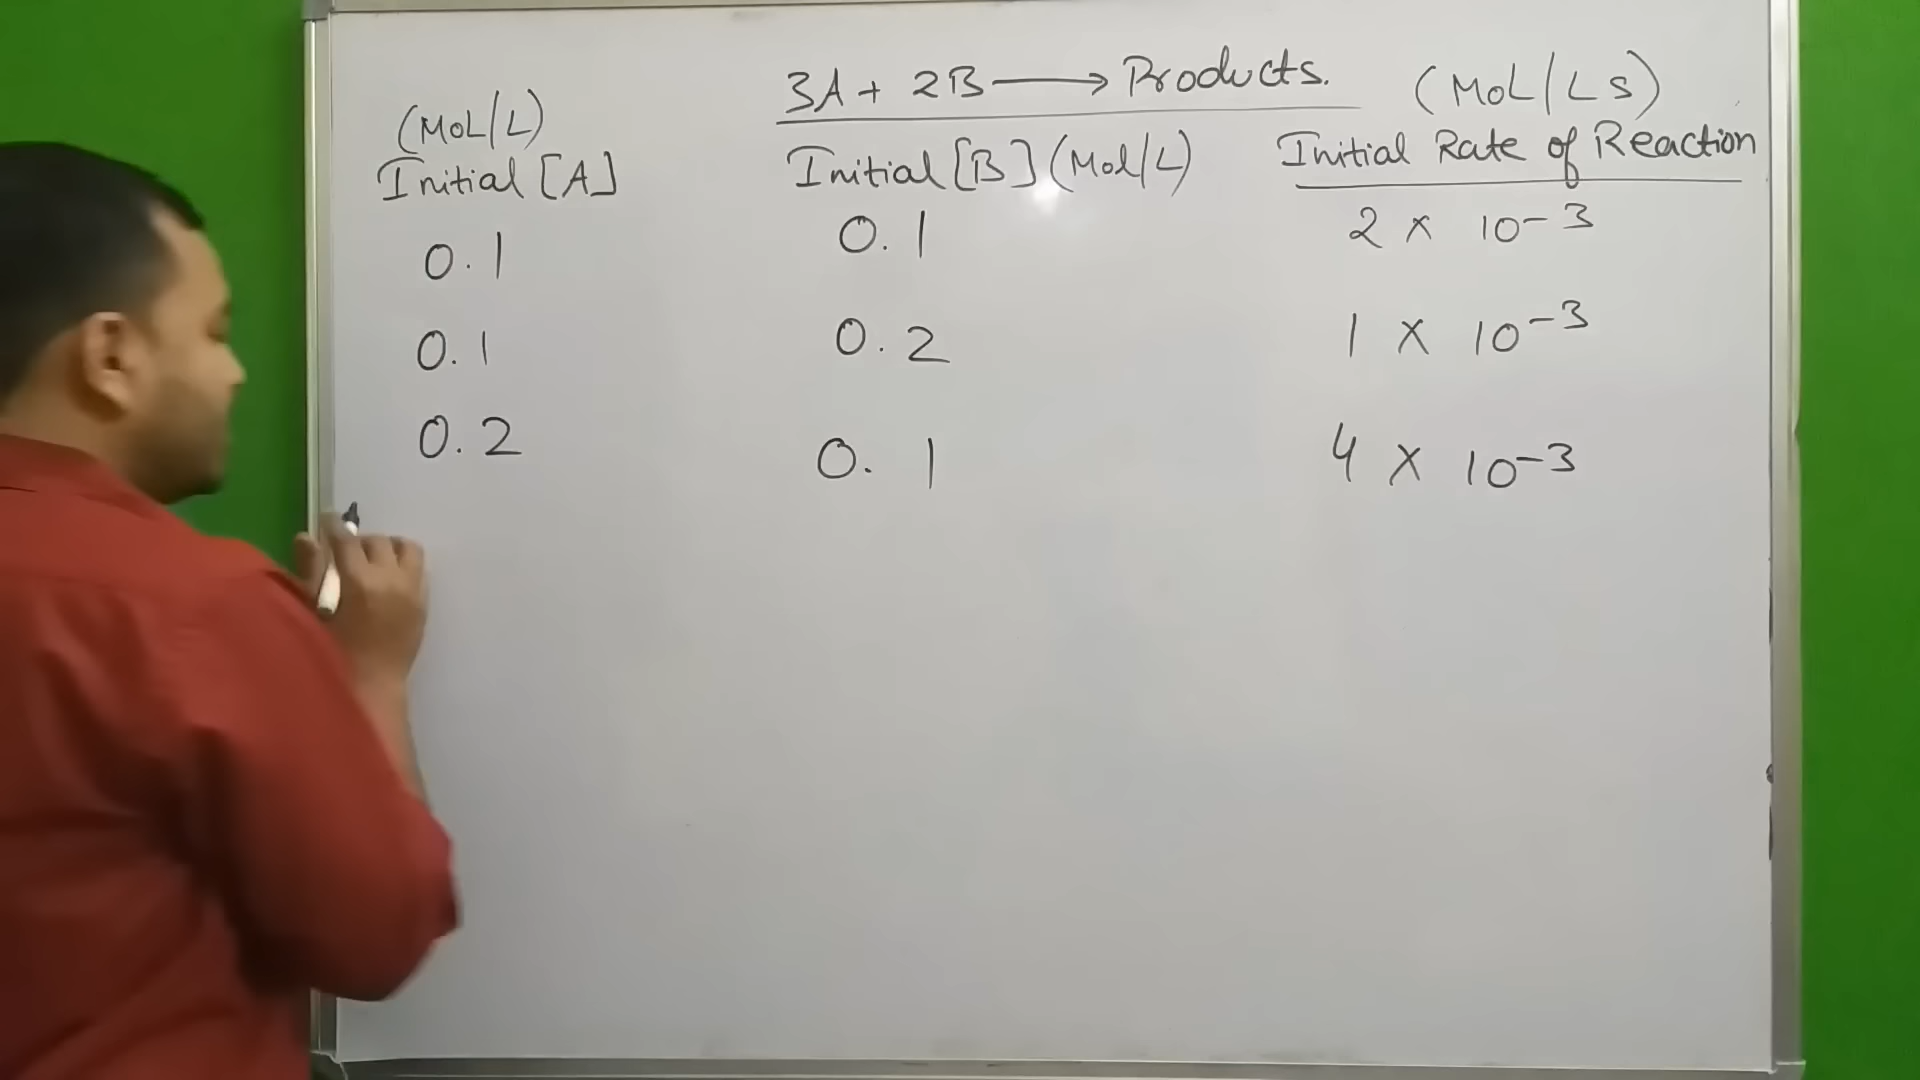 3A + 2B ⟶ Products.
(MoL/L)
Initial [A]
Initial [B] (Mol/L)
(MoL/LS)
Initial Rate of Reaction
0.1 0.1 2 × 10-3
0.1 0.2 1 × 10-3
0.2 0.1 4 × 10-3